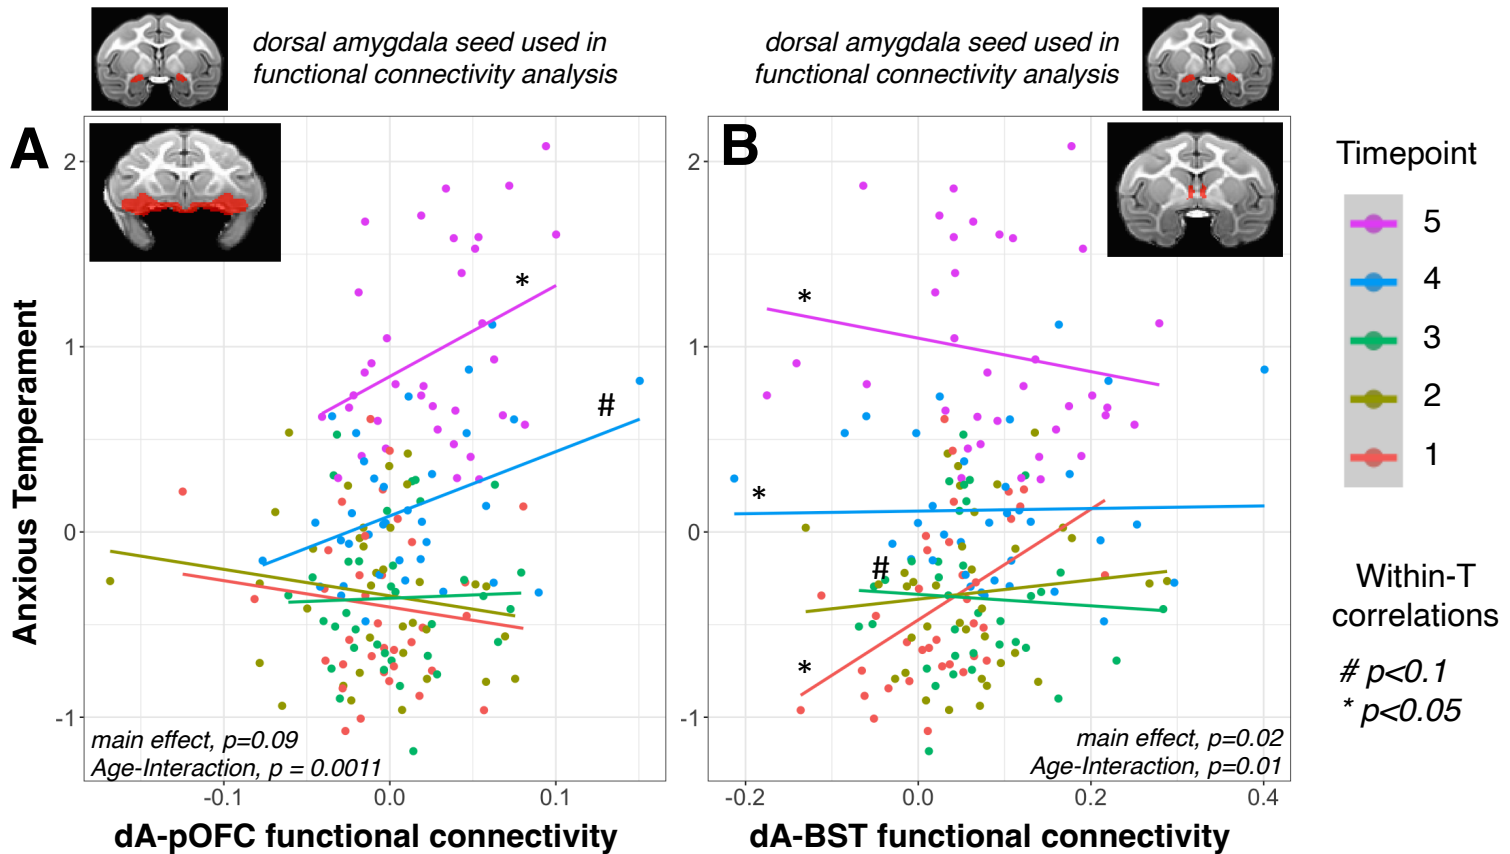 dorsal amygdala seed used in
functional connectivity analysis
dorsal amygdala seed used in
functional connectivity analysis
A
2
1
0
-1
*
#
main effect, p=0.09
Age-Interaction, p = 0.0011
-0.1
0.0
0.1
Anxious Temperament
dA-pOFC functional connectivity
B
2
1
0
-1
*
*
#
*
main effect, p=0.02
Age-Interaction, p=0.01
-0.2
0.0
0.2
0.4
dA-BST functional connectivity
Timepoint
5
4
3
2
1
Within-T
correlations
# p<0.1
* p<0.05